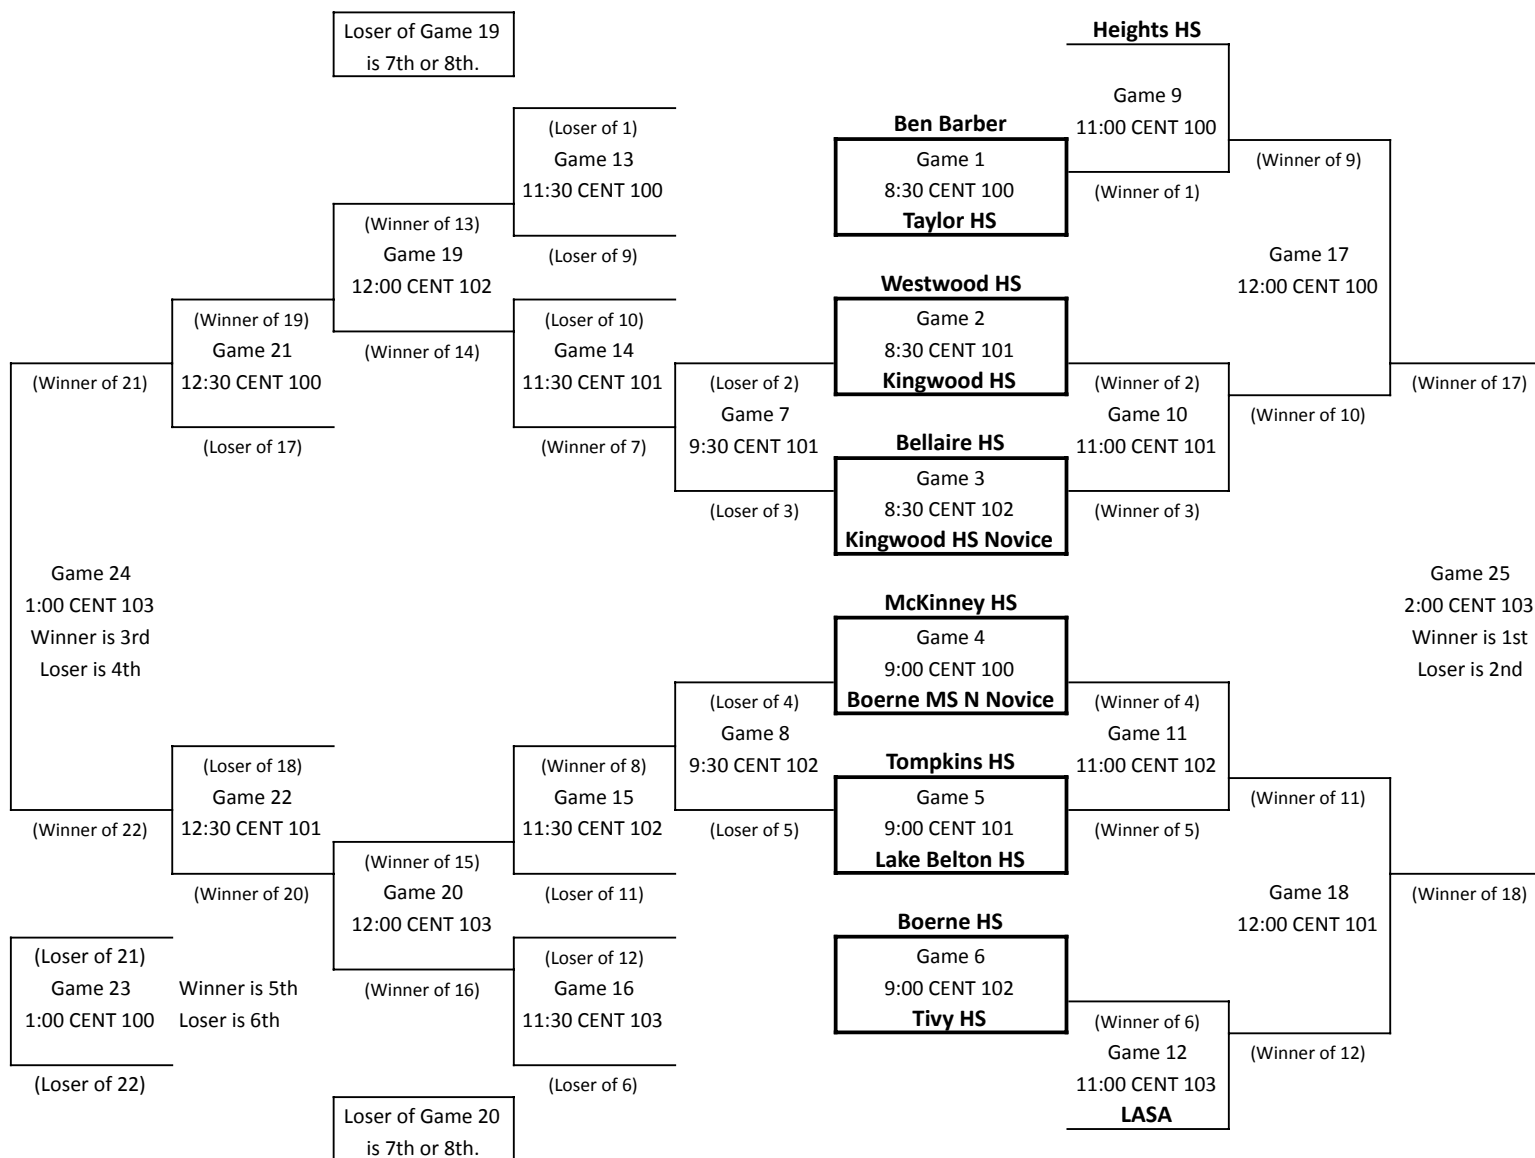 Loser of Game 19
is 7th or 8th.
Heights HS
Game 9
11:00 CENT 100
(Loser of 1)
Game 13
11:30 CENT 100
(Loser of 9)
Ben Barber
Game 1
8:30 CENT 100
Taylor HS
(Winner of 1)
(Winner of 9)
Game 17
12:00 CENT 100
(Winner of 10)
(Winner of 13)
Game 19
12:00 CENT 102
(Winner of 14)
Westwood HS
Game 2
8:30 CENT 101
Kingwood HS
(Winner of 19)
Game 21
12:30 CENT 100
(Loser of 17)
(Loser of 10)
Game 14
11:30 CENT 101
(Winner of 7)
(Winner of 21)
(Loser of 2)
Game 7
9:30 CENT 101
(Loser of 3)
(Winner of 2)
Game 10
11:00 CENT 101
(Winner of 3)
(Winner of 17)
Bellaire HS
Game 3
8:30 CENT 102
Kingwood HS Novice
Game 24
1:00 CENT 103
Winner is 3rd
Loser is 4th
Game 25
2:00 CENT 103
Winner is 1st
Loser is 2nd
McKinney HS
Game 4
9:00 CENT 100
Boerne MS N Novice
(Loser of 4)
Game 8
9:30 CENT 102
(Loser of 5)
(Winner of 4)
Game 11
11:00 CENT 102
(Winner of 5)
Tompkins HS
Game 5
9:00 CENT 101
Lake Belton HS
(Loser of 18)
Game 22
12:30 CENT 101
(Winner of 20)
(Winner of 8)
Game 15
11:30 CENT 102
(Loser of 11)
(Winner of 22)
(Winner of 11)
Game 18
12:00 CENT 101
(Winner of 12)
(Winner of 18)
(Winner of 15)
Game 20
12:00 CENT 103
(Winner of 16)
Boerne HS
Game 6
9:00 CENT 102
Tivy HS
(Loser of 21)
Game 23
1:00 CENT 100
(Loser of 22)
Winner is 5th
Loser is 6th
(Loser of 12)
Game 16
11:30 CENT 103
(Loser of 6)
(Winner of 6)
Game 12
11:00 CENT 103
LASA
Loser of Game 20
is 7th or 8th.